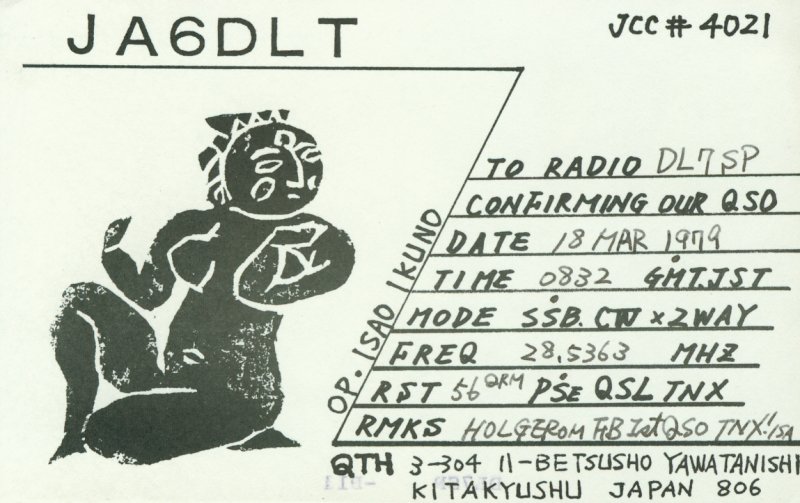 JA6DLT
JCC # 4021
TO RADIO DL7SP
CONFIRMING OUR QSO
DATE 18 MAR 1979
TIME 0832 GMT.JST
MODE SSB. CW x 2WAY
FREQ 28.5363 MHZ
RST 56 QRM PSE QSL TNX
RMKS HOLGER OM FB 1st QSO TNX!!
OP. ISAO IKUNO
QTH 3-304 11-BETSUSHO YAWATANISHI
KITAKYUSHU JAPAN 806